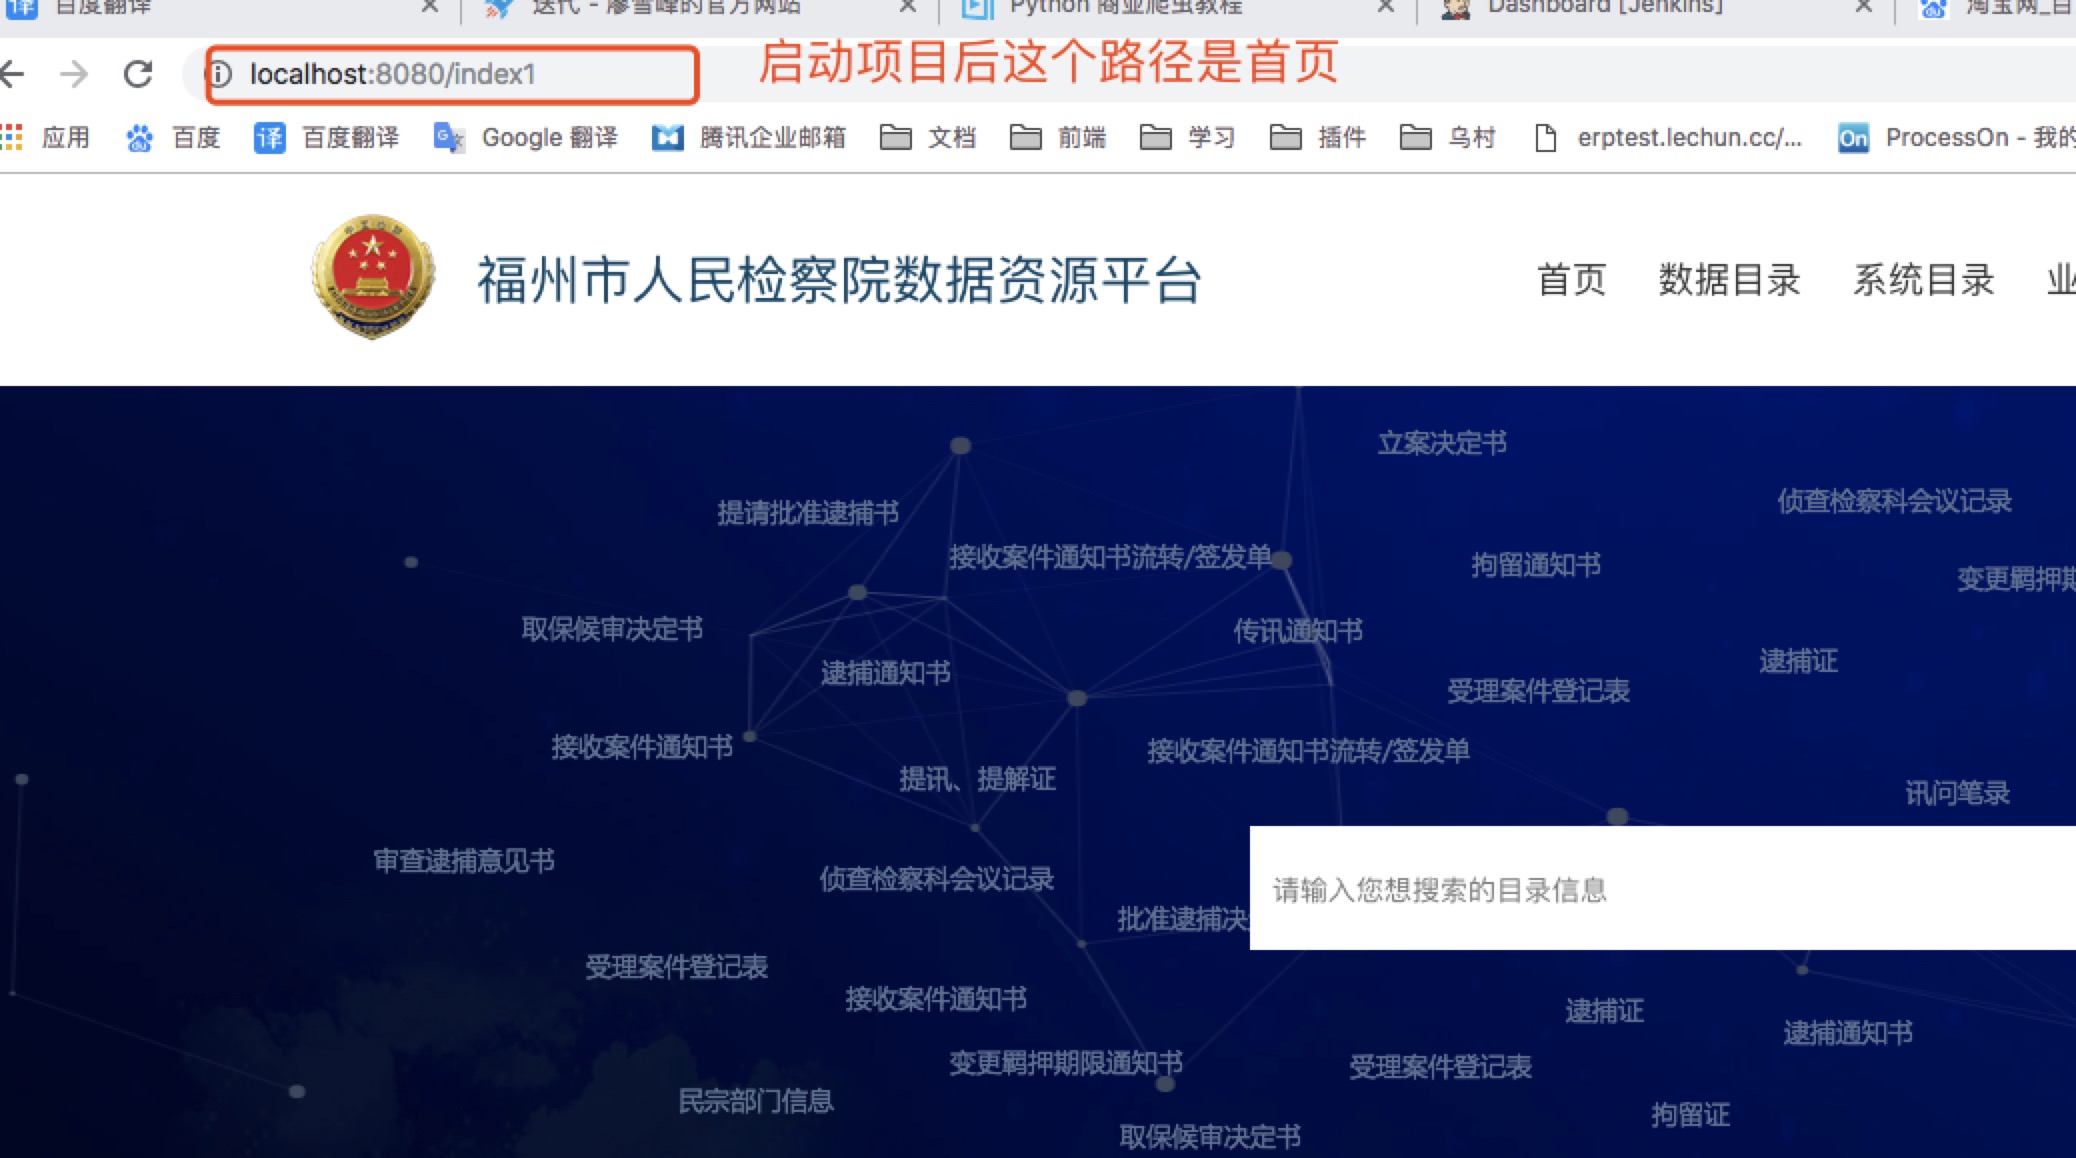 百度翻译
迭代 - 廖雪峰的官方网站
Python 商业爬虫教程
Dashboard [Jenkins]
淘宝网_百
localhost:8080/index1
启动项目后这个路径是首页
应用
百度
百度翻译
Google 翻译
腾讯企业邮箱
文档
前端
学习
插件
乌村
erptest.lechun.cc/...
ProcessOn - 我的
福州市人民检察院数据资源平台
首页
数据目录
系统目录
业
立案决定书
侦查检察科会议记录
提请批准逮捕书
接收案件通知书流转/签发单
拘留通知书
变更羁押期
取保候审决定书
传讯通知书
逮捕通知书
逮捕证
受理案件登记表
接收案件通知书
接收案件通知书流转/签发单
提讯、提解证
讯问笔录
审查逮捕意见书
侦查检察科会议记录
请输入您想搜索的目录信息
批准逮捕决
受理案件登记表
接收案件通知书
逮捕证
逮捕通知书
变更羁押期限通知书
受理案件登记表
民宗部门信息
拘留证
取保候审决定书